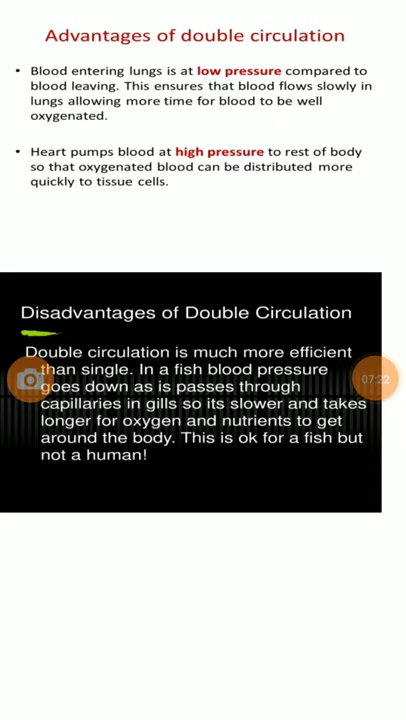 Advantages of double circulation
• Blood entering lungs is at low pressure compared to
blood leaving. This ensures that blood flows slowly in
lungs allowing more time for blood to be well
oxygenated.
• Heart pumps blood at high pressure to rest of body
so that oxygenated blood can be distributed more
quickly to tissue cells.
Disadvantages of Double Circulation
Double circulation is much more efficient
than single. In a fish blood pressure
goes down as is passes through
07:22
capillaries in gills so its slower and takes
longer for oxygen and nutrients to get
around the body. This is ok for a fish but
not a human!